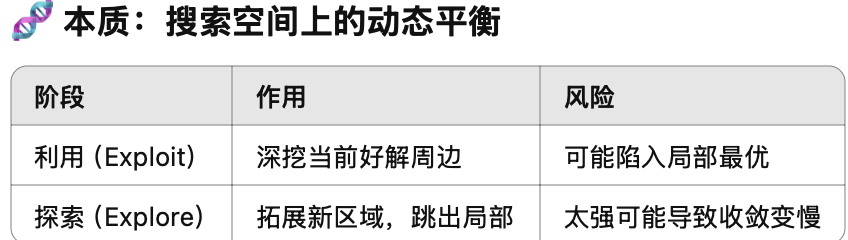 🧬 本质：搜索空间上的动态平衡
阶段 作用 风险
利用（Exploit） 深挖当前好解周边 可能陷入局部最优
探索（Explore） 拓展新区域，跳出局部 太强可能导致收敛变慢